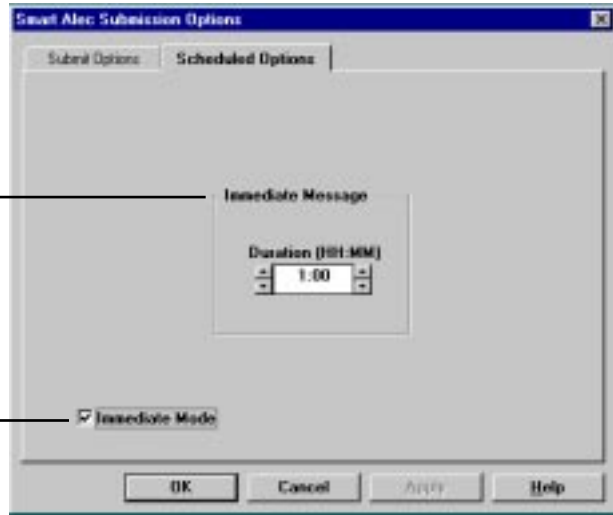 Smart Alec Submission Options
Submit Options
Scheduled Options
Immediate Message
Duration (HH:MM)
1:00
Immediate Mode
OK
Cancel
Apply
Help